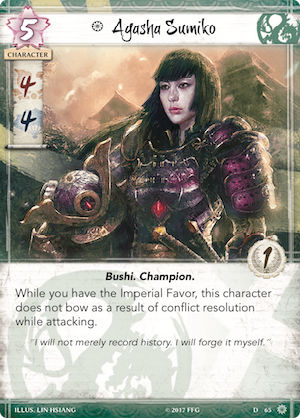 5
Agasha Sumiko
CHARACTER
4
4
1
Bushi. Champion.
While you have the Imperial Favor, this character
does not bow as a result of conflict resolution
while attacking.
"I will not merely record history. I will forge it myself."
ILLUS. LIN HSIANG © 2017 FFG D 65